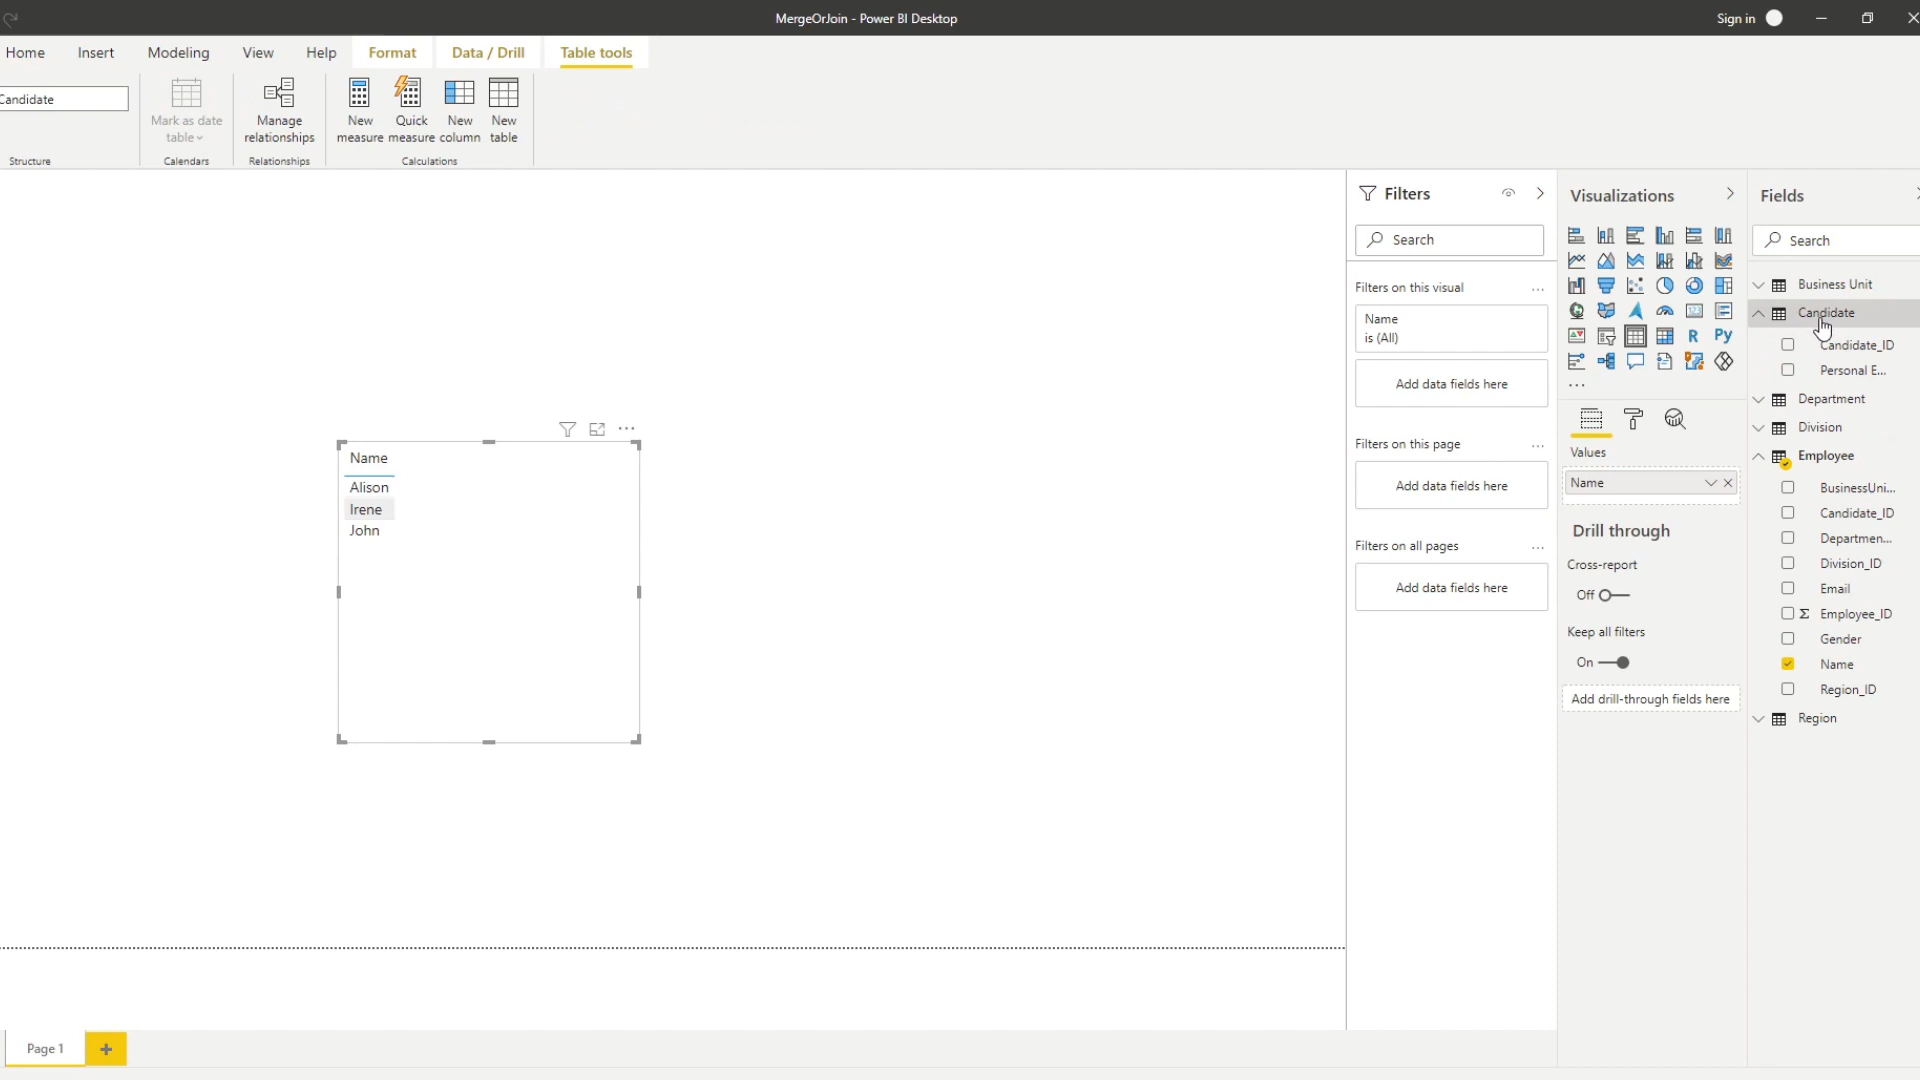 MergeOrJoin - Power BI Desktop
Sign in
Home Insert Modeling View Help Format Data / Drill Table tools
Candidate
Mark as date table
Manage relationships
New measure
Quick measure
New column
New table
Structure Calendars Relationships Calculations
Name
Alison
Irene
John
Filters
Search
Filters on this visual ...
Name
is (All)
Add data fields here
Filters on this page ...
Add data fields here
Filters on all pages ...
Add data fields here
Visualizations
R Py
...
Values
Name
Drill through
Cross-report
Off
Keep all filters
On
Add drill-through fields here
Fields
Search
Business Unit
Candidate
Candidate_ID
Personal E...
Department
Division
Employee
BusinessUni...
Candidate_ID
Departmen...
Division_ID
Email
Σ Employee_ID
Gender
Name
Region_ID
Region
Page 1